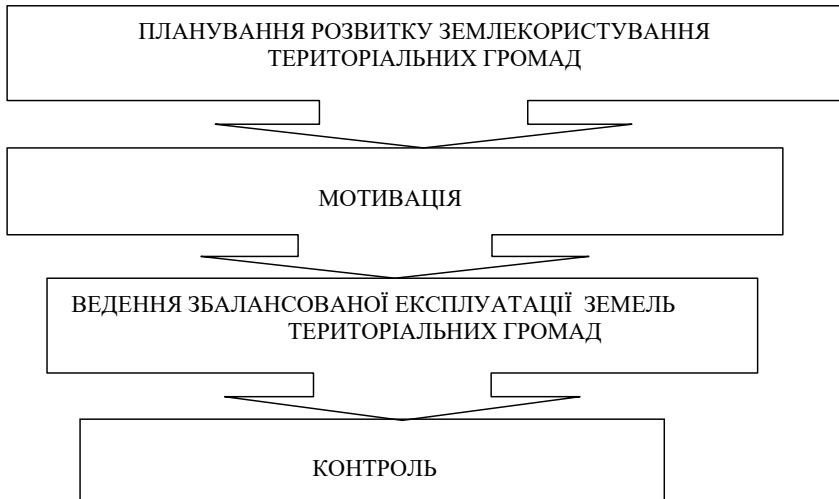 ПЛАНУВАННЯ РОЗВИТКУ ЗЕМЛЕКОРИСТУВАННЯ
ТЕРИТОРІАЛЬНИХ ГРОМАД
МОТИВАЦІЯ
ВЕДЕННЯ ЗБАЛАНСОВАНОЇ ЕКСПЛУАТАЦІЇ ЗЕМЕЛЬ
ТЕРИТОРІАЛЬНИХ ГРОМАД
КОНТРОЛЬ